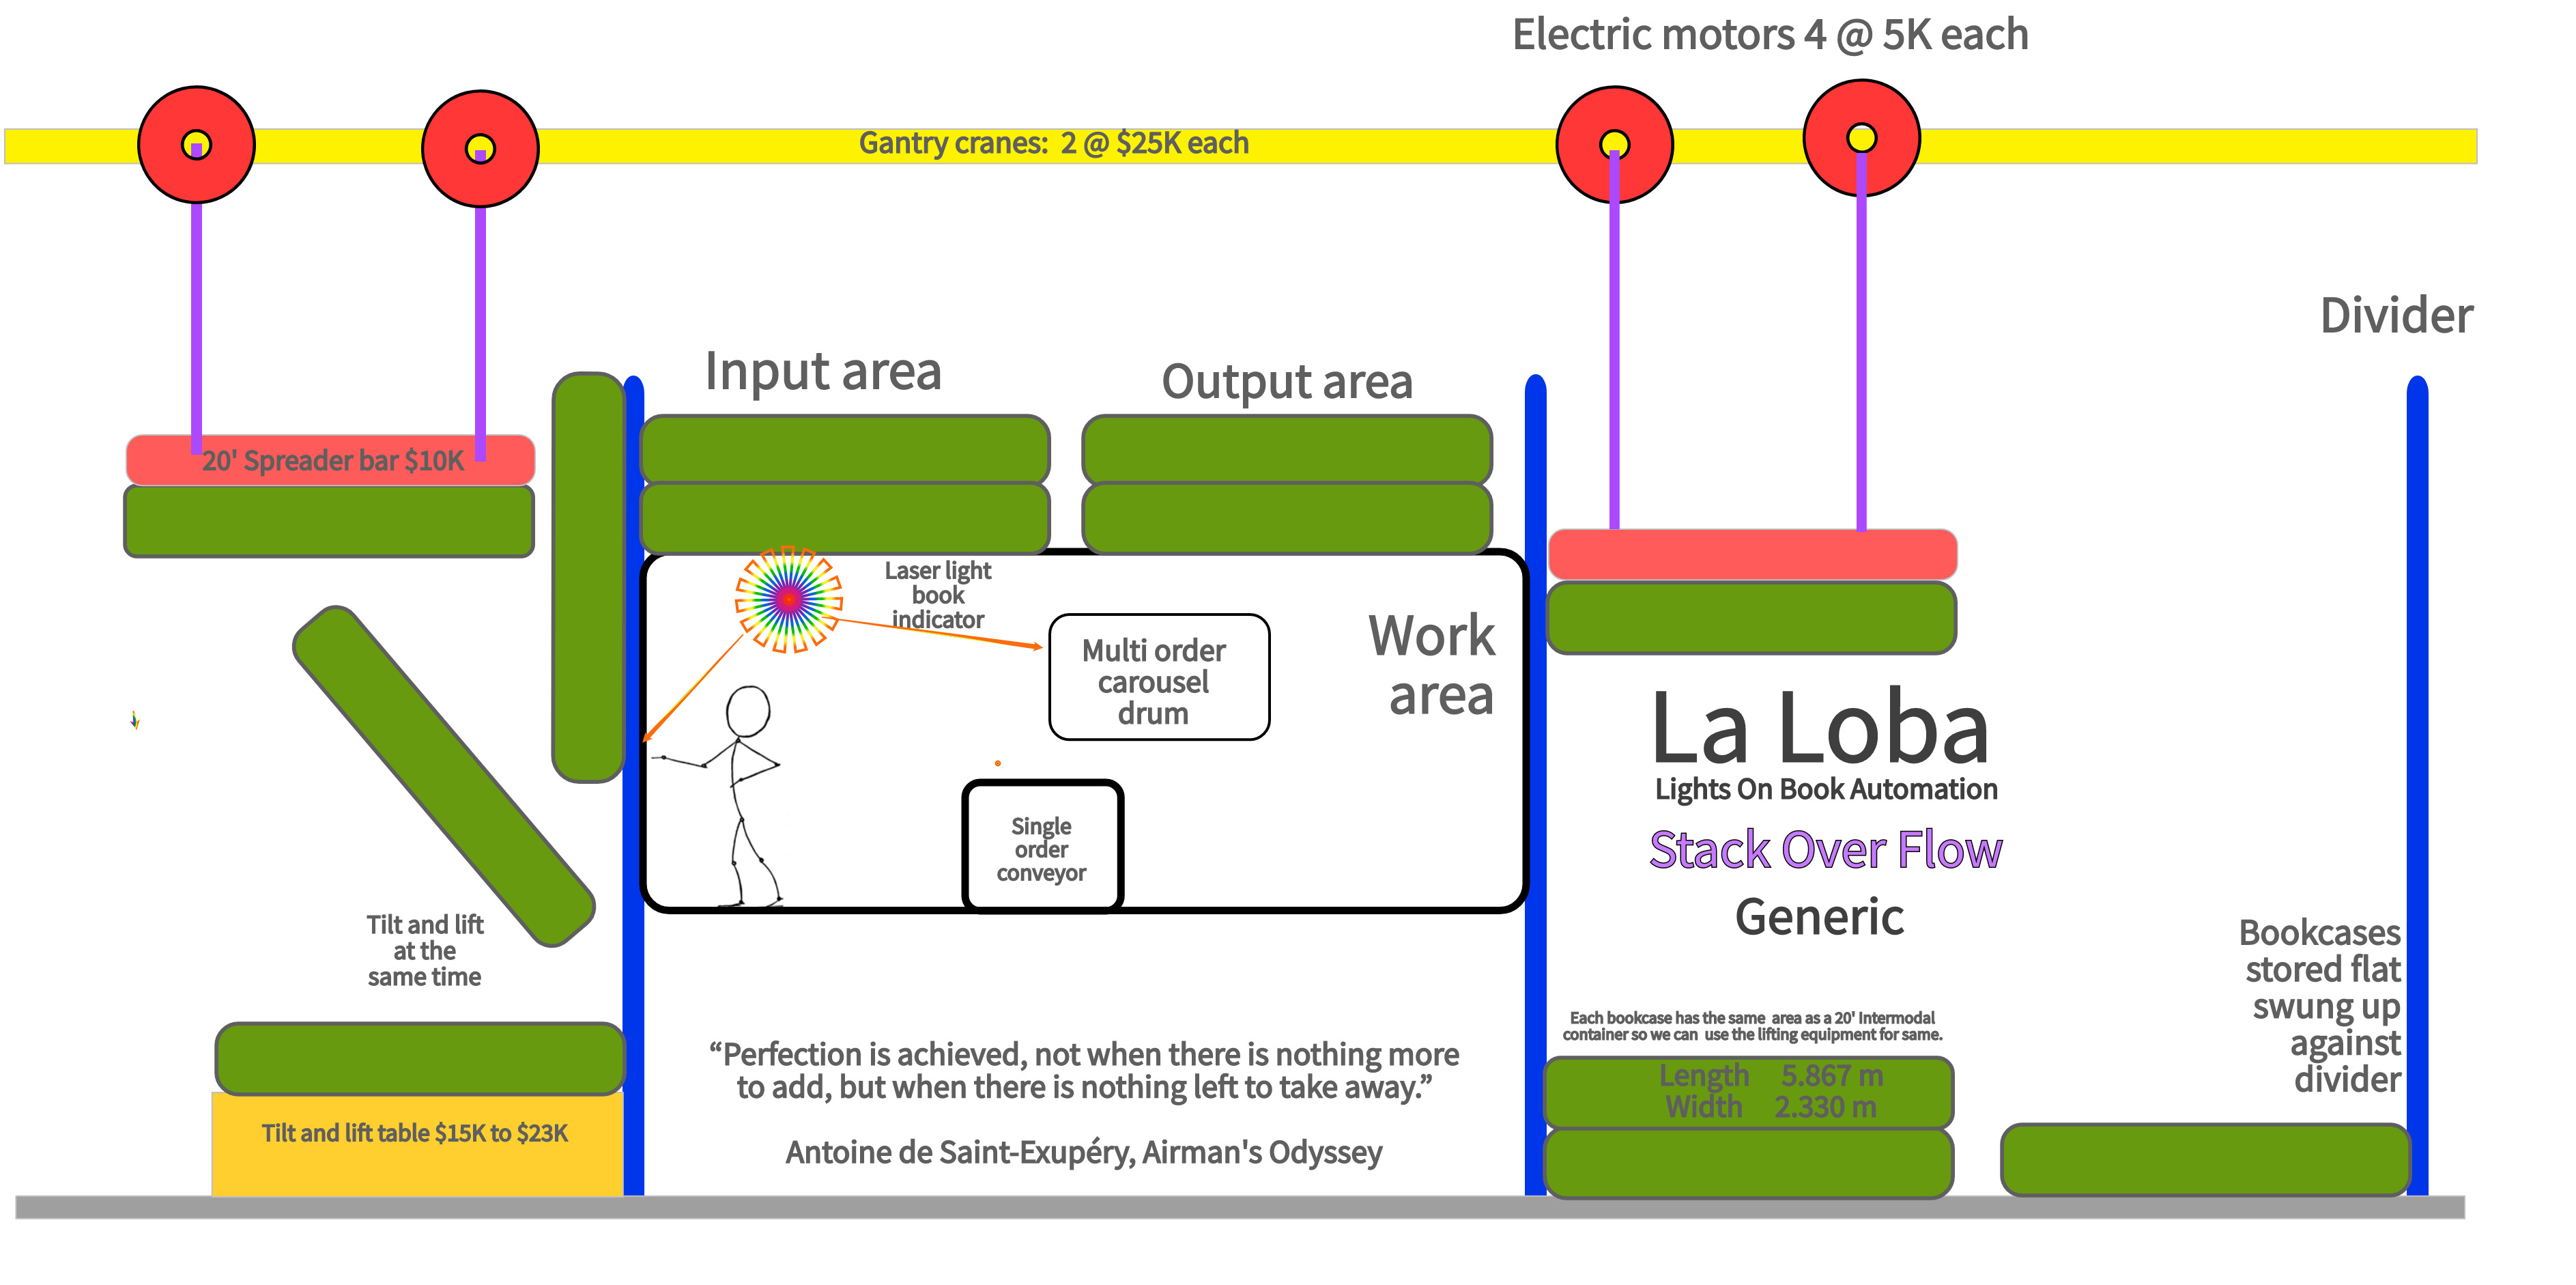 Electric motors 4 @ 5K each
Gantry cranes: 2 @ $25K each
Divider
Input area
Output area
20' Spreader bar $10K
Laser light
book
indicator
Multi order
carousel
drum
Work
area
La Loba
Lights On Book Automation
Single
order
conveyor
Stack Over Flow
Generic
Tilt and lift
at the
same time
Bookcases
stored flat
swung up
against
divider
Each bookcase has the same area as a 20' Intermodal
container so we can use the lifting equipment for same.
“Perfection is achieved, not when there is nothing more
to add, but when there is nothing left to take away.”
Antoine de Saint-Exupéry, Airman's Odyssey
Length 5.867 m
Width 2.330 m
Tilt and lift table $15K to $23K